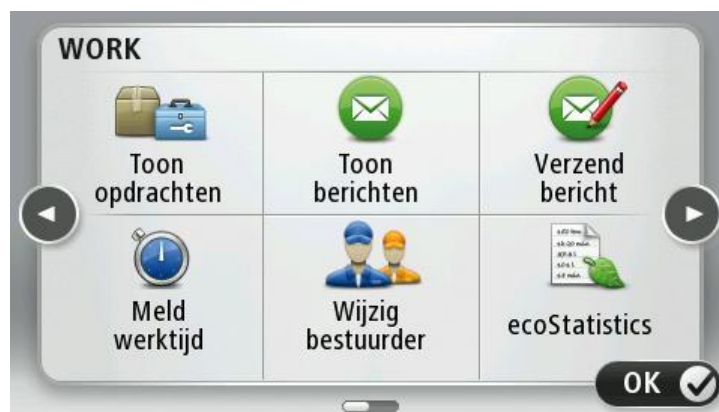 WORK
Toon
opdrachten
Toon
berichten
Verzend
bericht
Meld
werktijd
Wijzig
bestuurder
ecoStatistics
OK